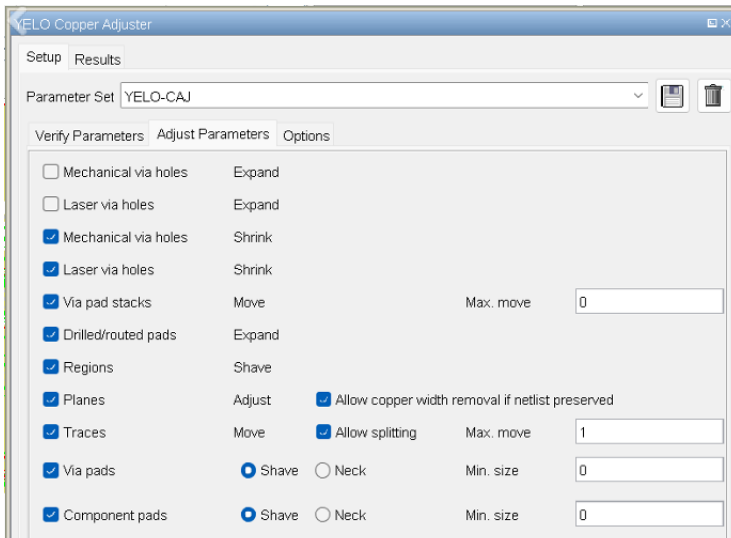 YELO Copper Adjuster
Setup Results
Parameter Set YELO-CAJ
Verify Parameters Adjust Parameters Options
Mechanical via holes Expand
Laser via holes Expand
Mechanical via holes Shrink
Laser via holes Shrink
Via pad stacks Move Max. move 0
Drilled/routed pads Expand
Regions Shave
Planes Adjust Allow copper width removal if netlist preserved
Traces Move Allow splitting Max. move 1
Via pads Shave Neck Min. size 0
Component pads Shave Neck Min. size 0